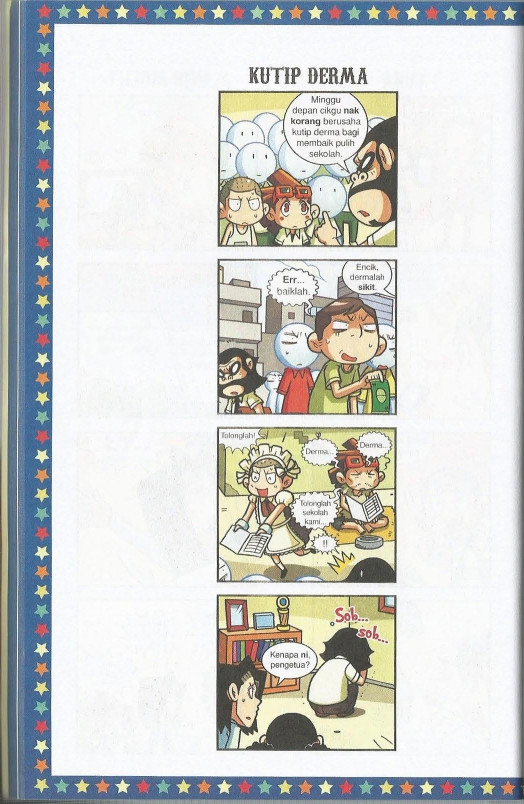 KUTIP DERMA
Minggu
depan cikgu nak
korang berusaha
kutip derma bagi
membaik pulih
sekolah.
Err...
baiklah.
Encik,
dermalah
sikit.
Tolonglah!
Derma...
Derma...
Tolonglah
sekolah
kami...
!!
Sob...
sob...
Kenapa ni,
pengetua?